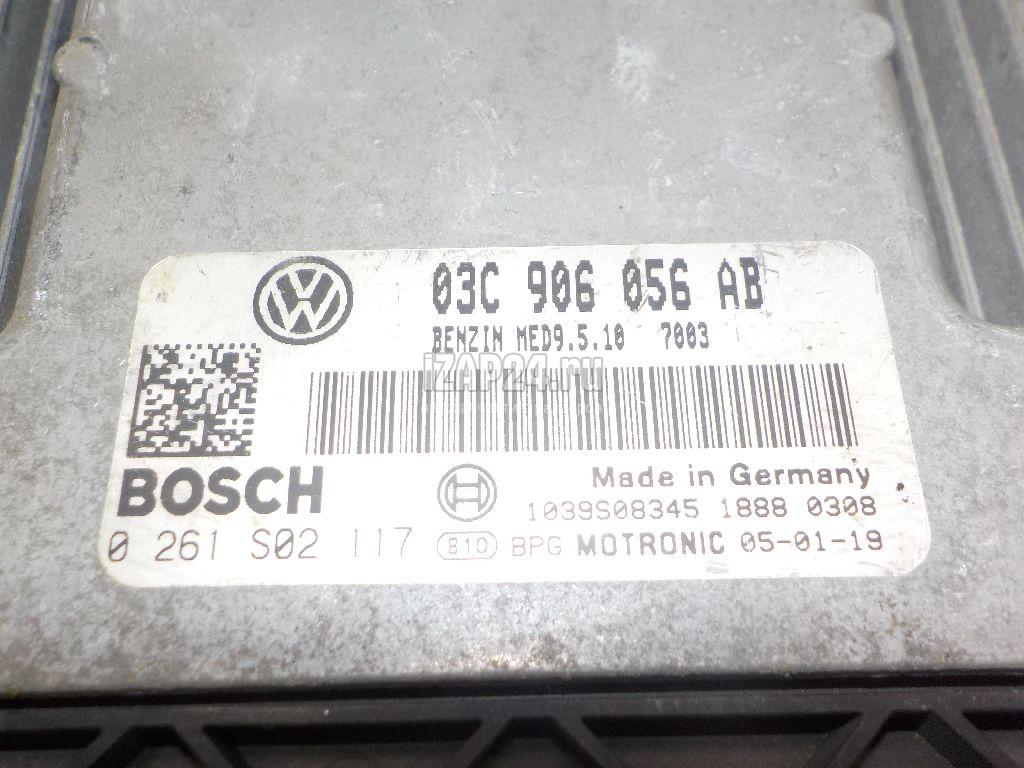 03C 906 056 AB
BENZIN MED9.5.10 7003
iZAP24.ru
BOSCH
Made in Germany
1039S08345 1888 0308
0 261 S02 117 810 BPG MOTRONIC 05-01-19